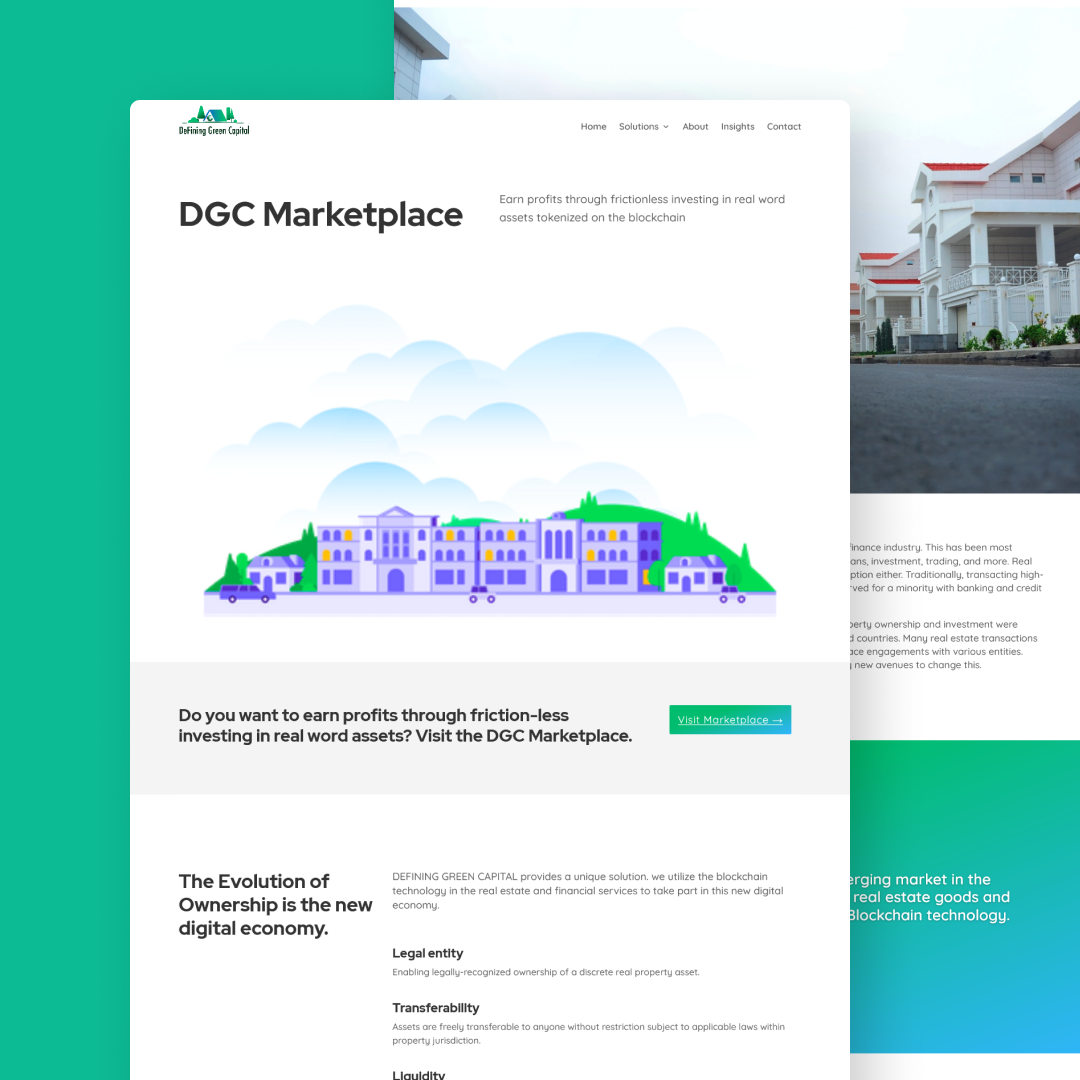 DeFining Green Capital
Home Solutions About Insights Contact
DGC Marketplace
Earn profits through frictionless investing in real word
assets tokenized on the blockchain
Do you want to earn profits through friction-less
investing in real word assets? Visit the DGC Marketplace.
Visit Marketplace →
The Evolution of
Ownership is the new
digital economy.
DEFINING GREEN CAPITAL provides a unique solution. we utilize the blockchain
technology in the real estate and financial services to take part in this new digital
economy.
Legal entity
Enabling legally-recognized ownership of a discrete real property asset.
Transferability
Assets are freely transferable to anyone without restriction subject to applicable laws within
property jurisdiction.
Liquidity
finance industry. This has been most
ans, investment, trading, and more. Real
ption either. Traditionally, transacting high-
rved for a minority with banking and credit
perty ownership and investment were
d countries. Many real estate transactions
ace engagements with various entities.
new avenues to change this.
erging market in the
real estate goods and
Blockchain technology.